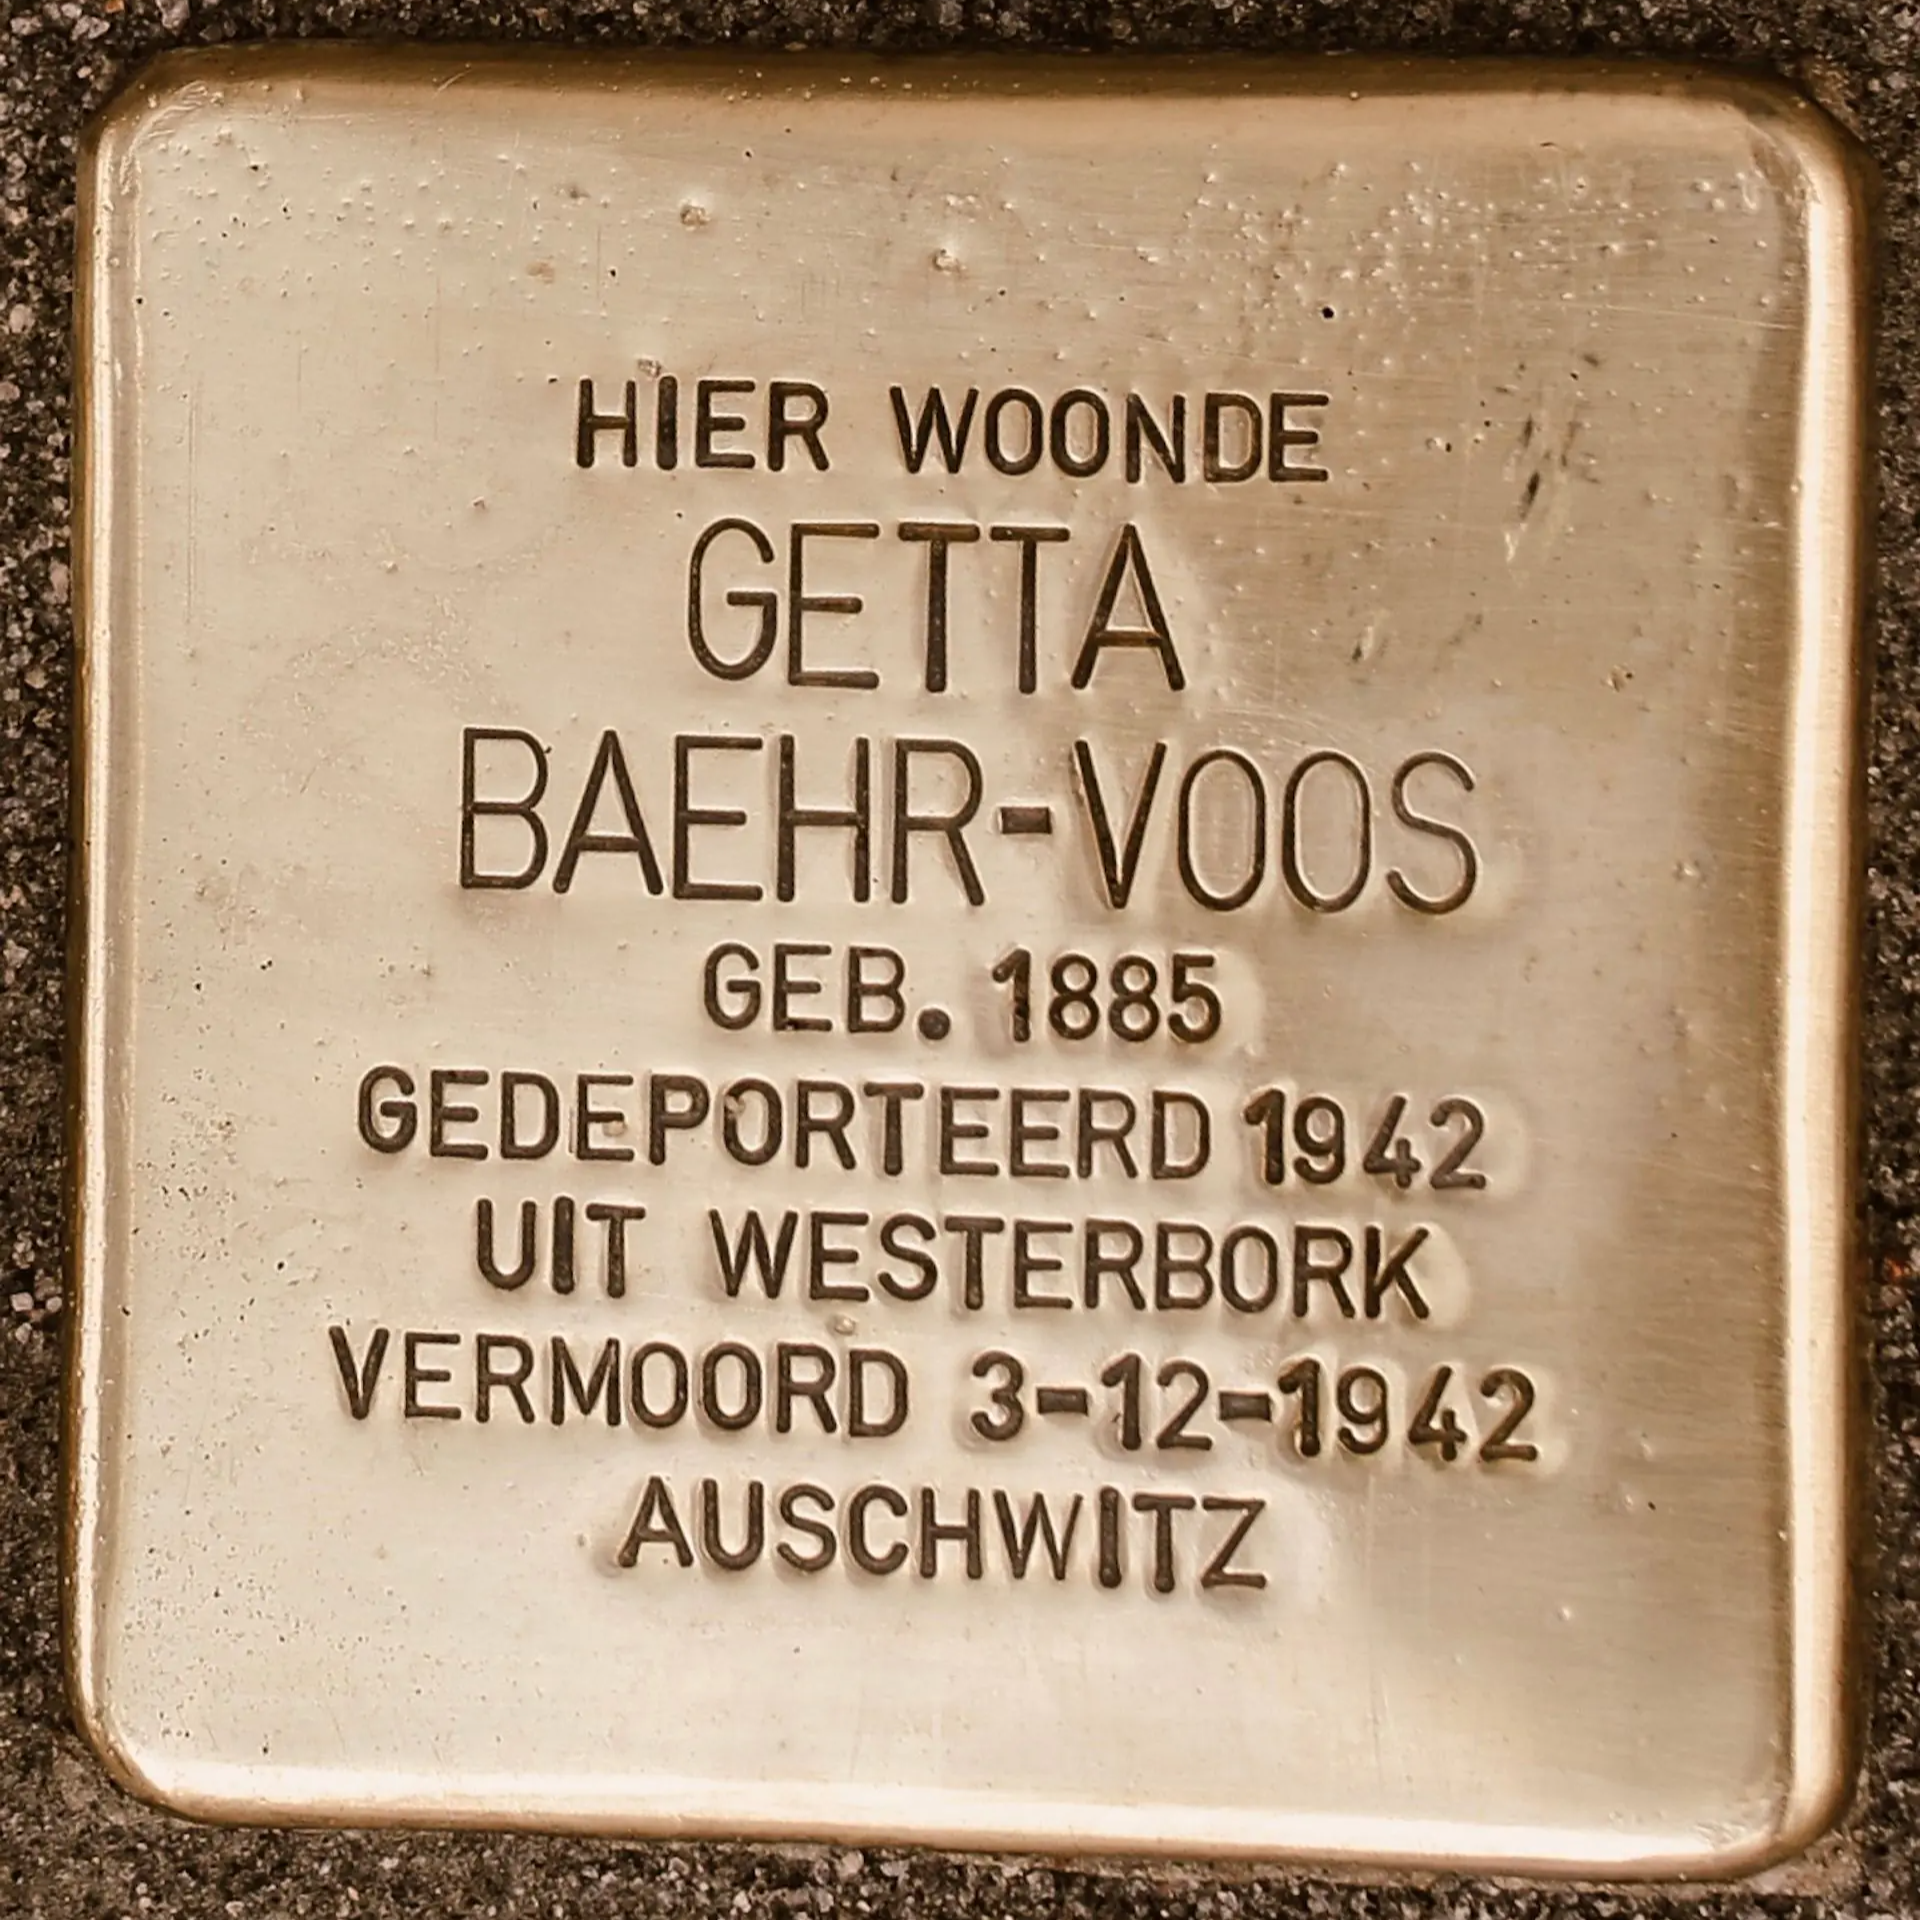 HIER WOONDE
GETTA
BAEHR-VOOS
GEB. 1885
GEDEPORTEERD 1942
UIT WESTERBORK
VERMOORD 3-12-1942
AUSCHWITZ